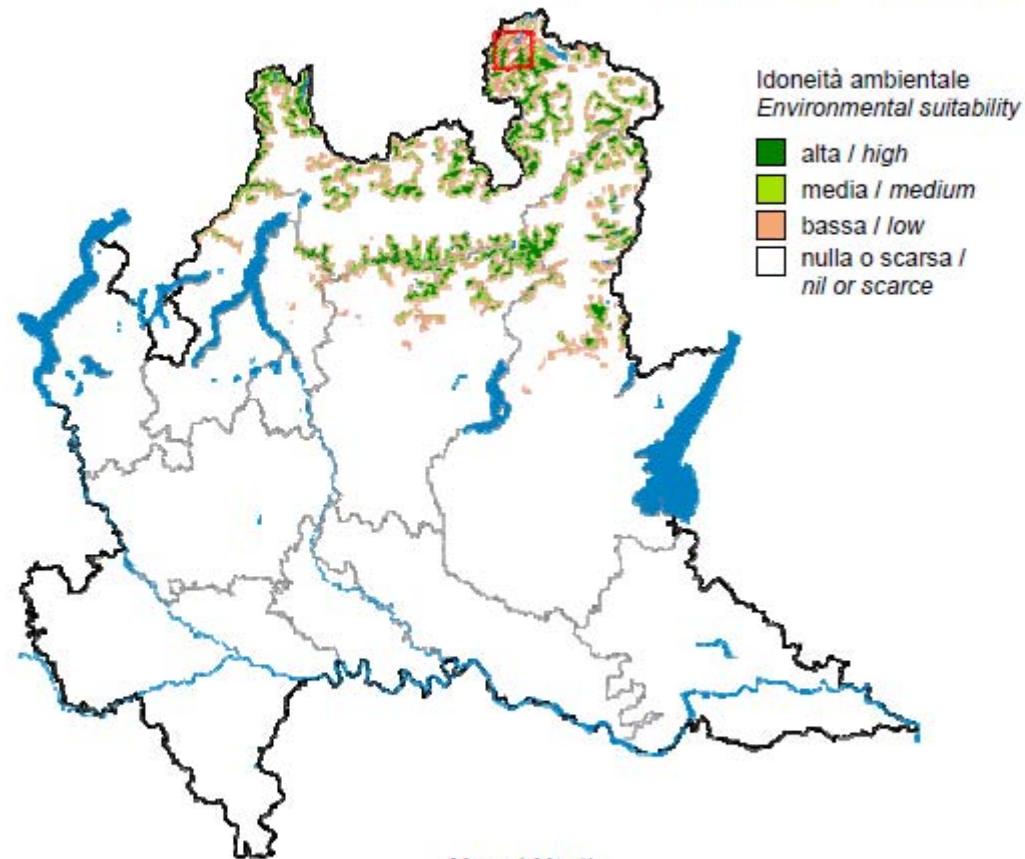 Idoneità ambientale
Environmental suitability
alta / high
media / medium
bassa / low
nulla o scarsa /
nil or scarce